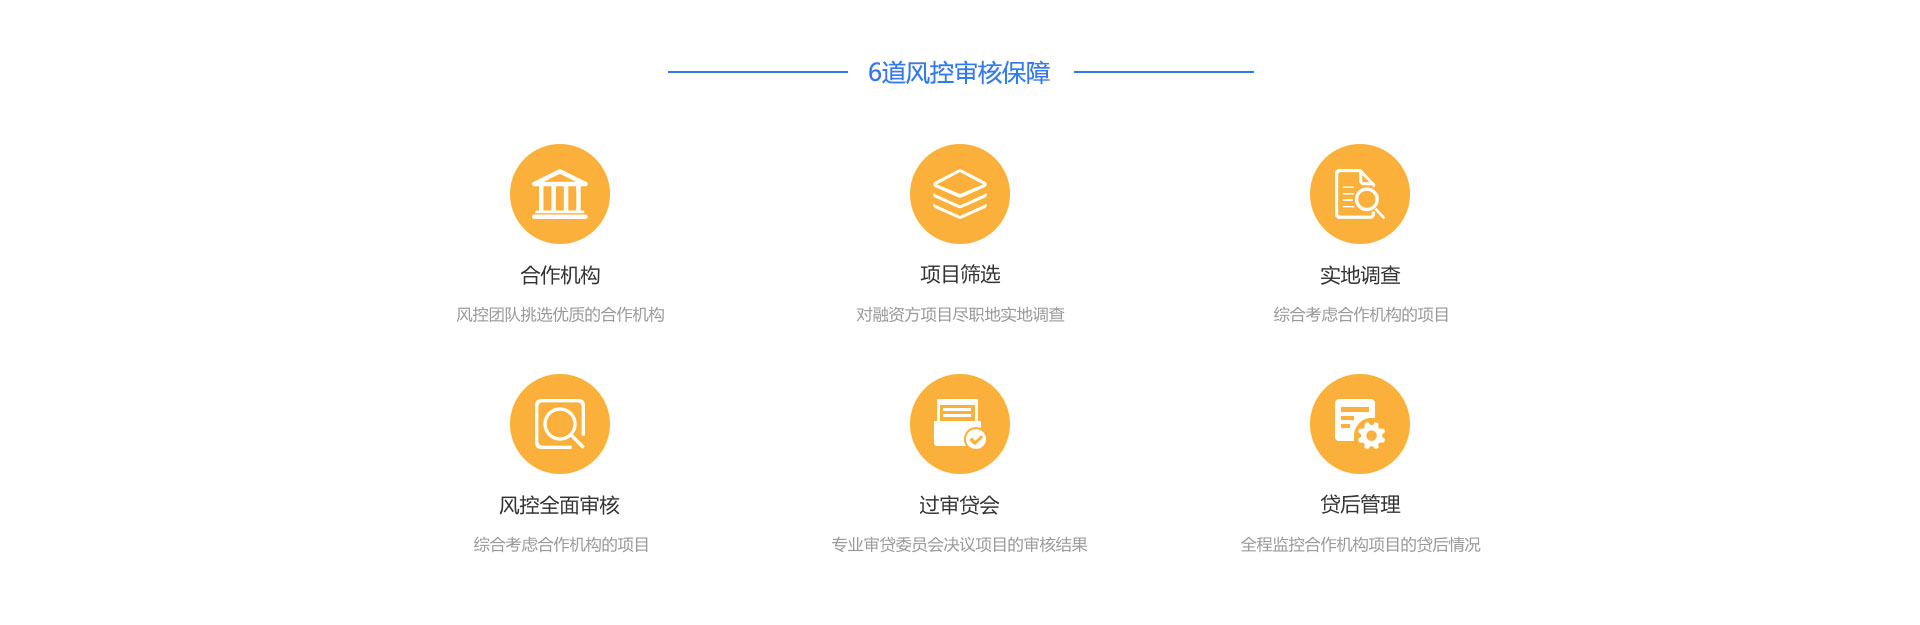 6道风控审核保障
合作机构
项目筛选
实地调查
风控团队挑选优质的合作机构
对融资方项目尽职地实地调查
综合考虑合作机构的项目
风控全面审核
过审贷会
贷后管理
综合考虑合作机构的项目
专业审贷委员会决议项目的审核结果
全程监控合作机构项目的贷后情况